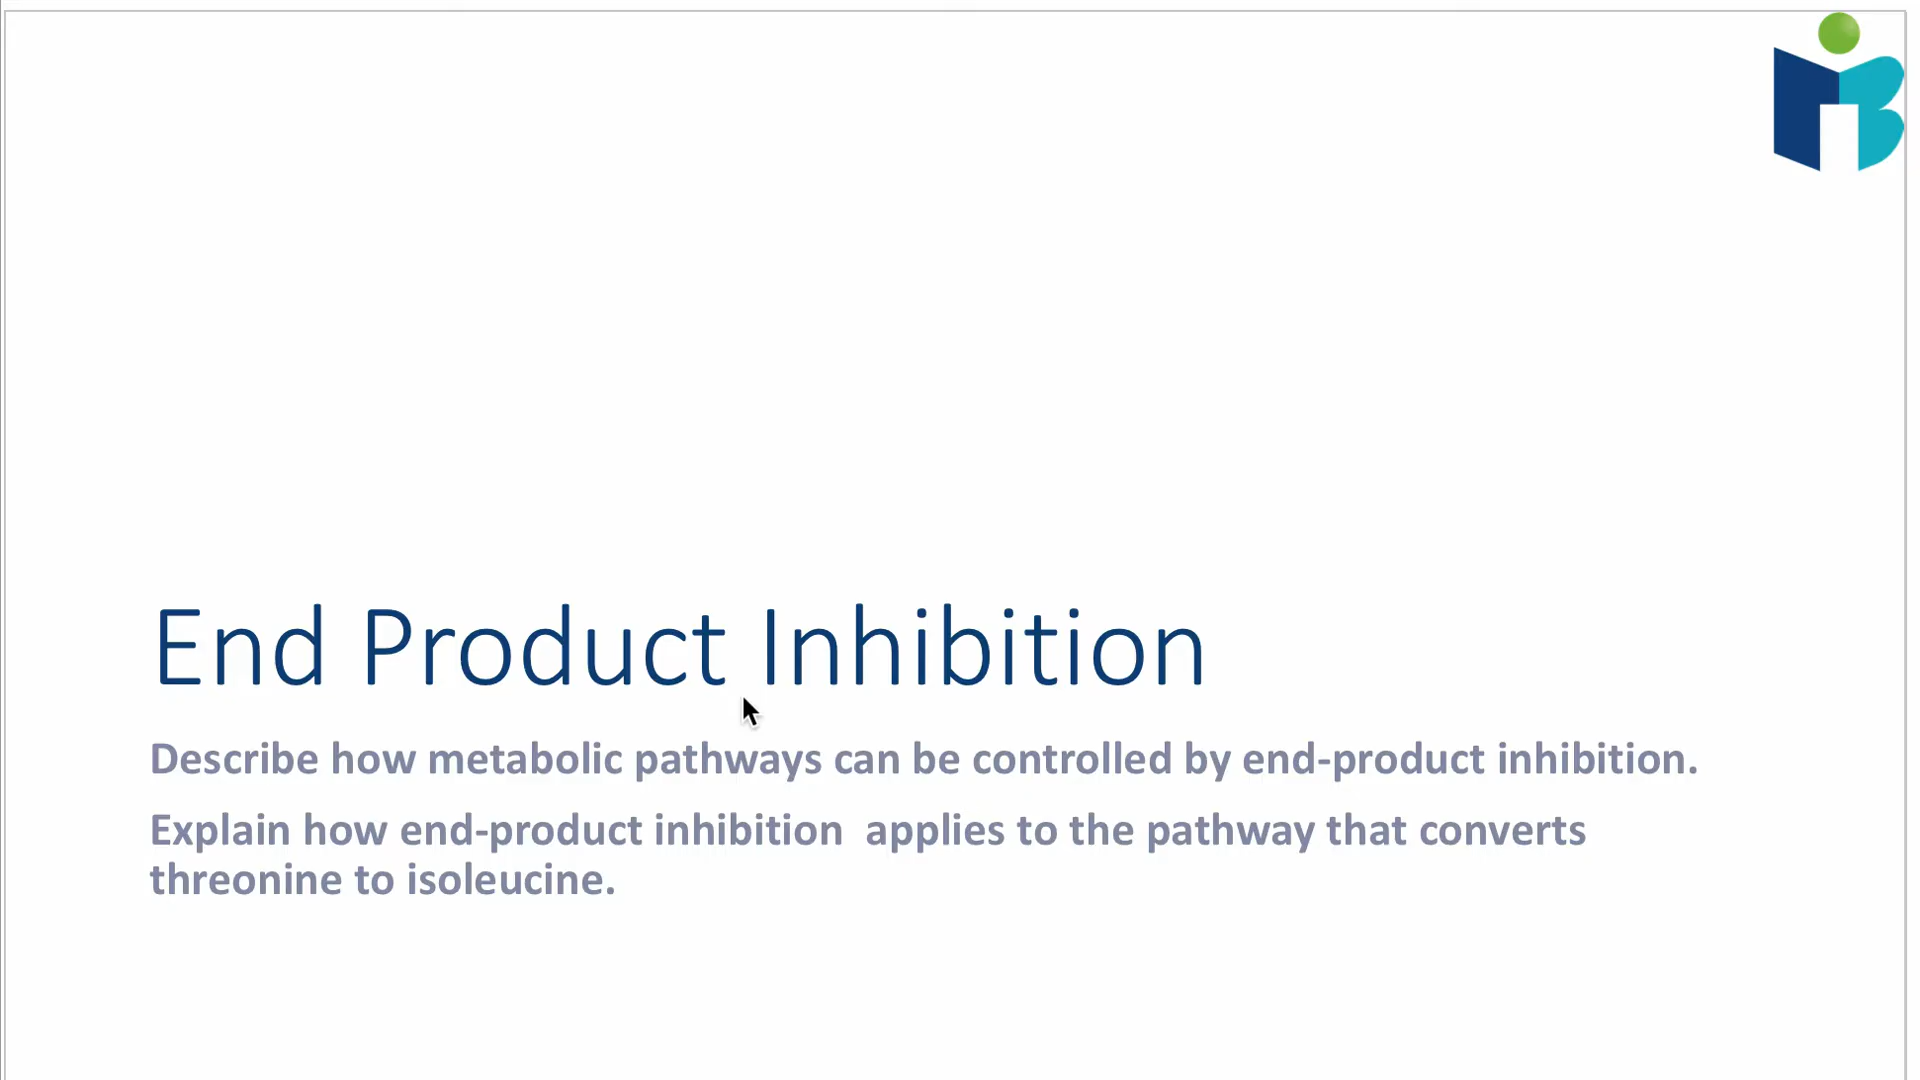 End Product Inhibition
Describe how metabolic pathways can be controlled by end-product inhibition.
Explain how end-product inhibition  applies to the pathway that converts
threonine to isoleucine.